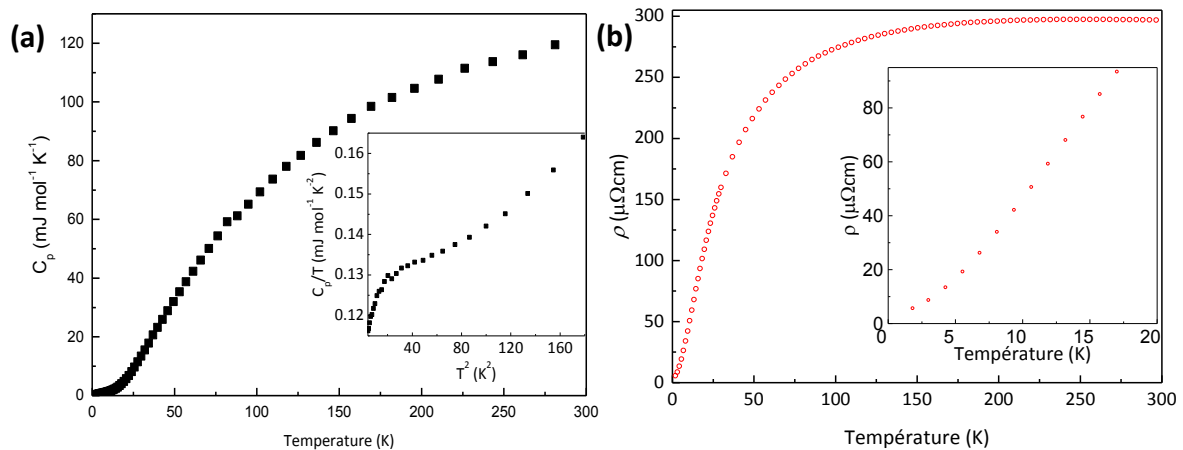 (a)
C_p (mJ mol⁻¹ K⁻¹)
120
100
80
60
40
20
0
0 50 100 150 200 250 300
Temperature (K)
C_p/T (mJ mol⁻¹ K⁻²)
0.16
0.15
0.14
0.13
0.12
40 80 120 160
T² (K²)
(b)
ρ (µΩcm)
300
250
200
150
100
50
0
0 50 100 150 200 250 300
Température (K)
ρ (µΩcm)
80
60
40
20
0
0 5 10 15 20
Température (K)